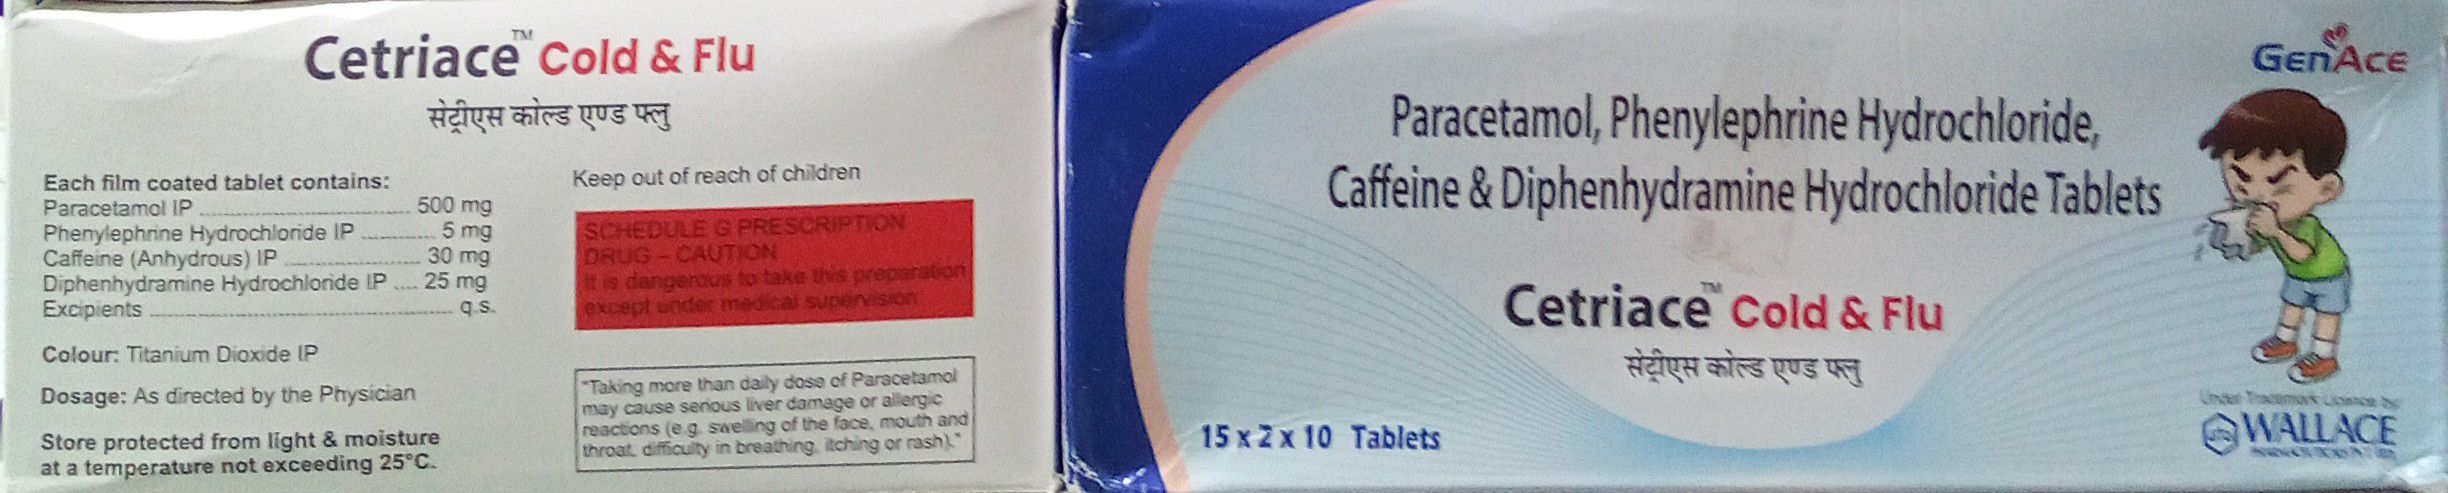 Cetriace™ Cold & Flu
सेट्रीएस कोल्ड एण्ड फ्लु
Each film coated tablet contains:
Paracetamol IP ........................ 500 mg
Phenylephrine Hydrochloride IP ............ 5 mg
Caffeine (Anhydrous) IP .................... 30 mg
Diphenhydramine Hydrochloride IP .... 25 mg
Excipients ........................................ q.s.
Colour: Titanium Dioxide IP
Dosage: As directed by the Physician
Store protected from light & moisture
at a temperature not exceeding 25°C.
Keep out of reach of children
SCHEDULE G PRESCRIPTION
DRUG – CAUTION
It is dangerous to take this preparation
except under medical supervision.
"Taking more than daily dose of Paracetamol
may cause serious liver damage or allergic
reactions (e.g. swelling of the face, mouth and
throat, difficulty in breathing, itching or rash)."
GenAce
Paracetamol, Phenylephrine Hydrochloride,
Caffeine & Diphenhydramine Hydrochloride Tablets
Cetriace™ Cold & Flu
सेट्रीएस कोल्ड एण्ड फ्लु
15 x 2 x 10 Tablets
Under Trademark Licence by
WALLACE